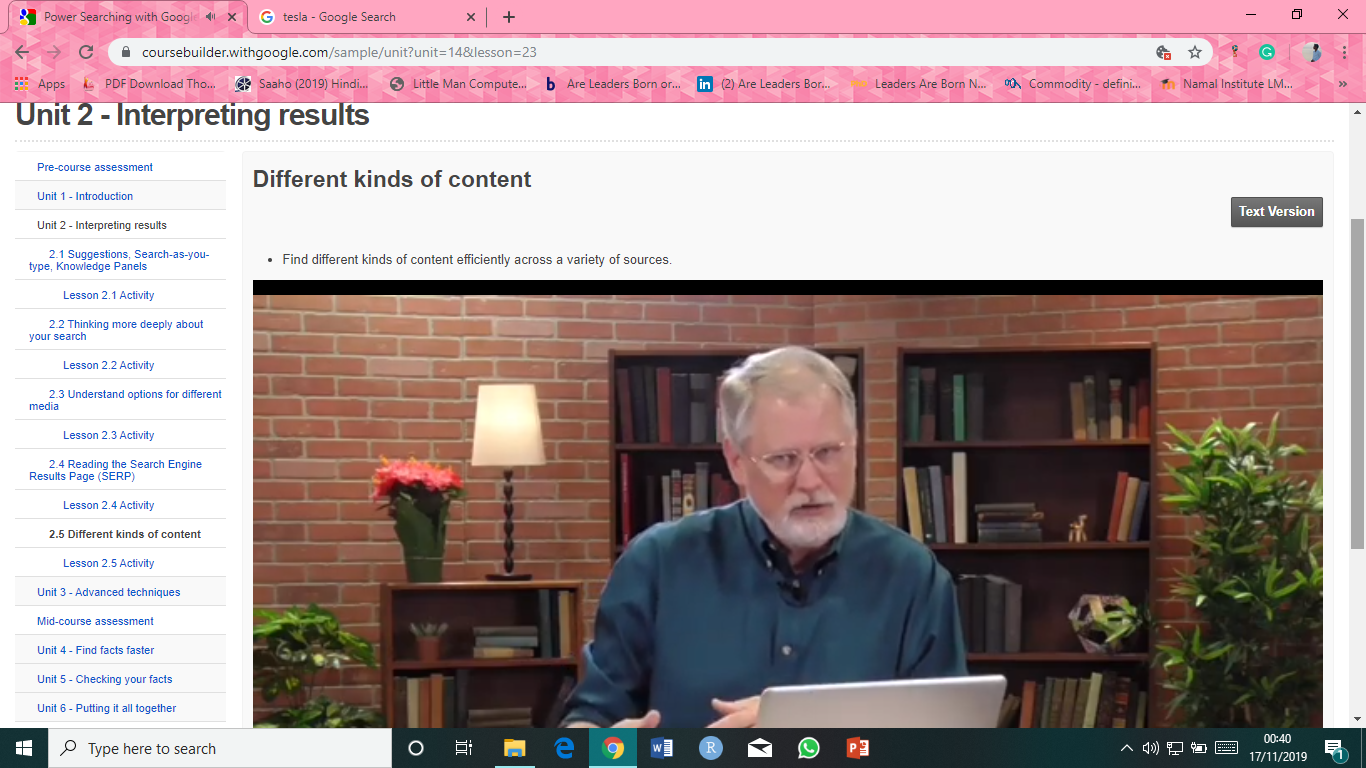 Power Searching with Googl
tesla - Google Search
coursebuilder.withgoogle.com/sample/unit?unit=14&lesson=23
Apps
PDF Download Tho...
Saaho (2019) Hindi...
Little Man Compute...
Are Leaders Born or...
(2) Are Leaders Bor...
Leaders Are Born N...
Commodity - defini...
Namal Institute LM...
Unit 2 - Interpreting results
Pre-course assessment
Unit 1 - Introduction
Unit 2 - Interpreting results
2.1 Suggestions, Search-as-you-
type, Knowledge Panels
Lesson 2.1 Activity
2.2 Thinking more deeply about
your search
Lesson 2.2 Activity
2.3 Understand options for different
media
Lesson 2.3 Activity
2.4 Reading the Search Engine
Results Page (SERP)
Lesson 2.4 Activity
2.5 Different kinds of content
Lesson 2.5 Activity
Unit 3 - Advanced techniques
Mid-course assessment
Unit 4 - Find facts faster
Unit 5 - Checking your facts
Unit 6 - Putting it all together
Different kinds of content
Text Version
• Find different kinds of content efficiently across a variety of sources.
Type here to search
00:40
17/11/2019
1